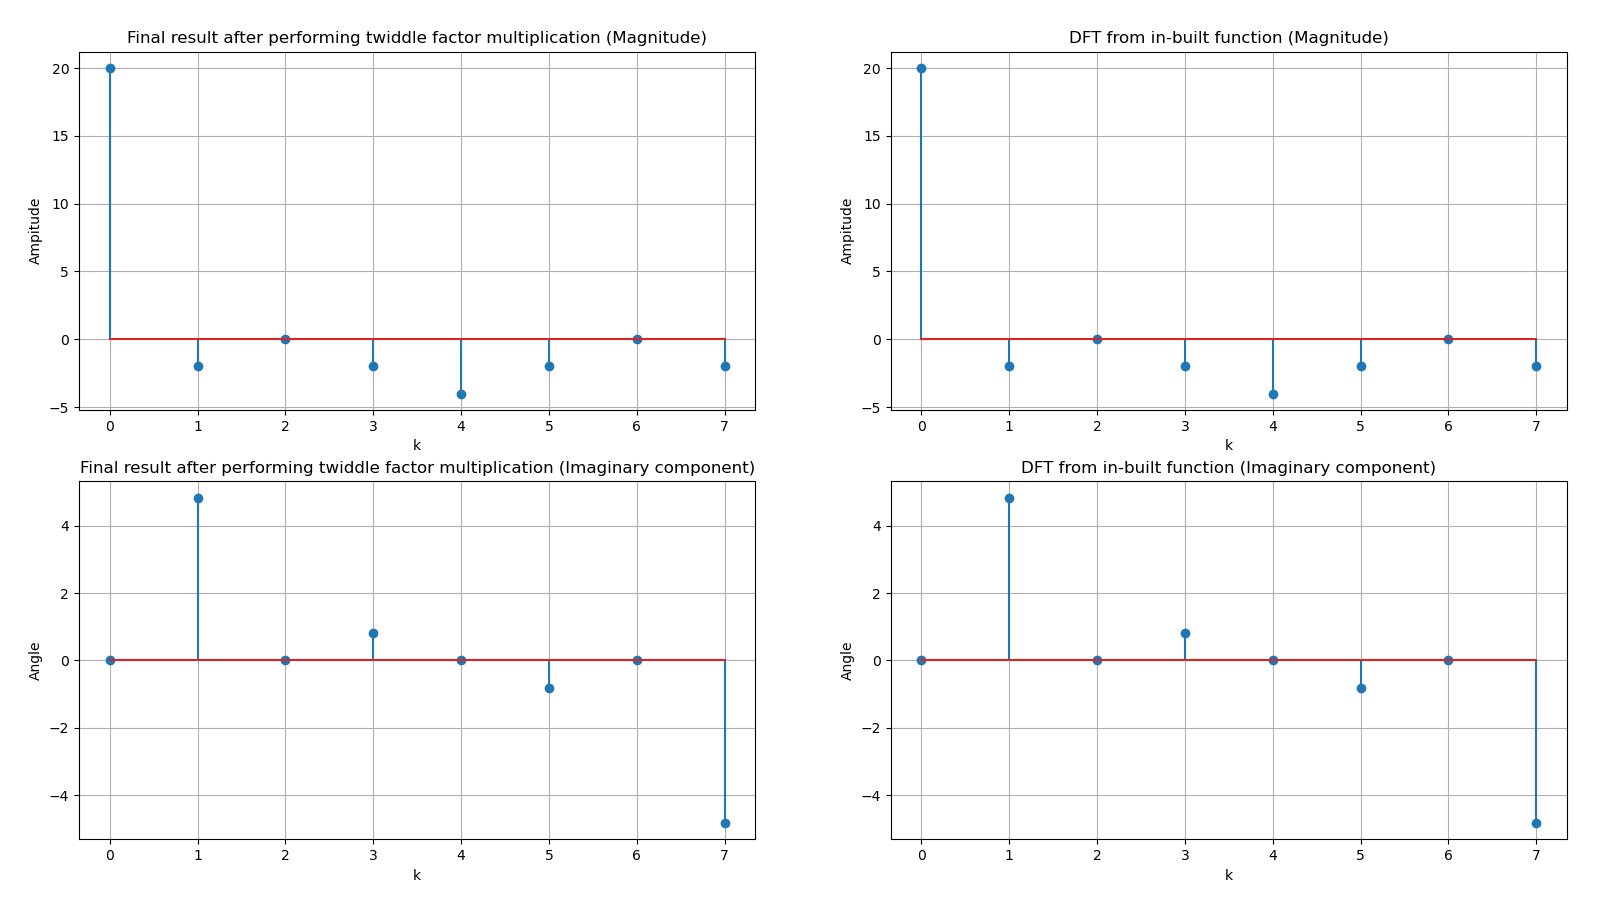 Final result after performing twiddle factor multiplication (Magnitude)
20
15
10
5
0
−5
Ampitude
0 1 2 3 4 5 6 7
k
DFT from in-built function (Magnitude)
20
15
10
5
0
−5
Ampitude
0 1 2 3 4 5 6 7
k
Final result after performing twiddle factor multiplication (Imaginary component)
4
2
0
−2
−4
Angle
0 1 2 3 4 5 6 7
k
DFT from in-built function (Imaginary component)
4
2
0
−2
−4
Angle
0 1 2 3 4 5 6 7
k